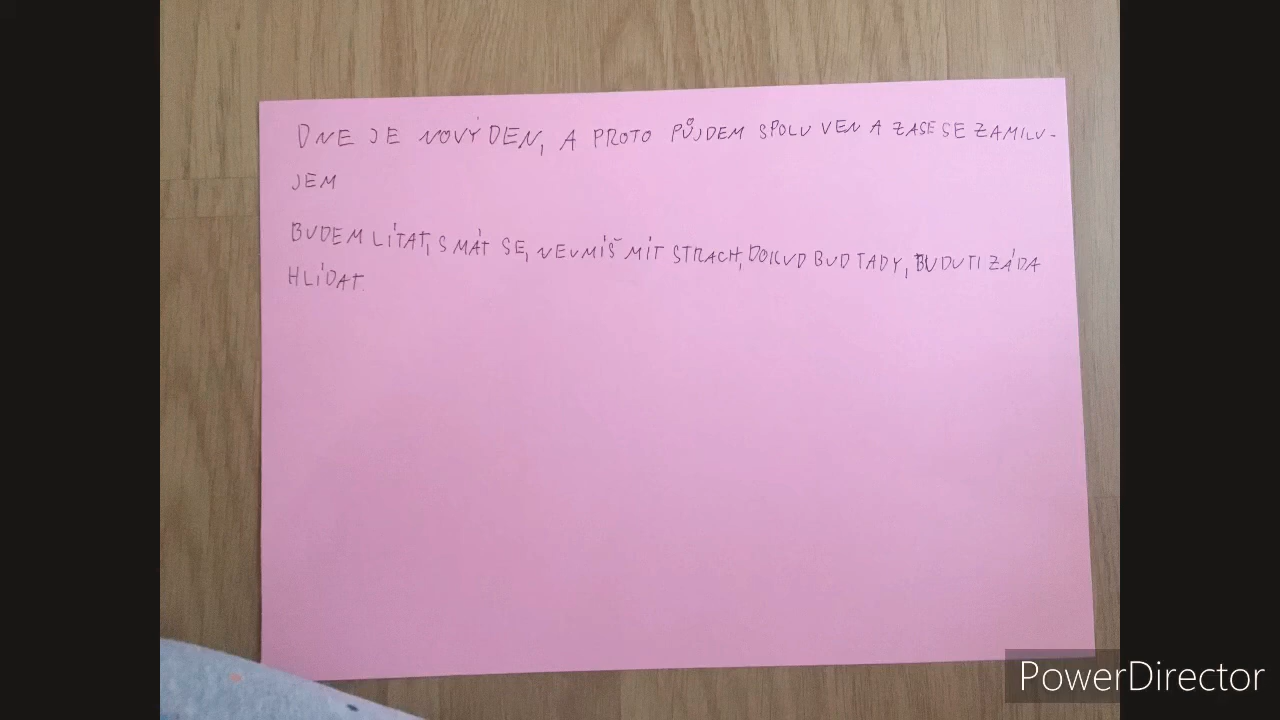 DNE JE NOVÝ DEN, A PROTO PŮJDEM SPOLU VEN A ZASE SE ZAMILU-
JEM
BUDEM LÍTAT, SMÁT SE, NEUMÍŠ MÍT STRACH, DOKUD BUD TADY, BUDU TI ZÁDA
HLÍDAT.
PowerDirector